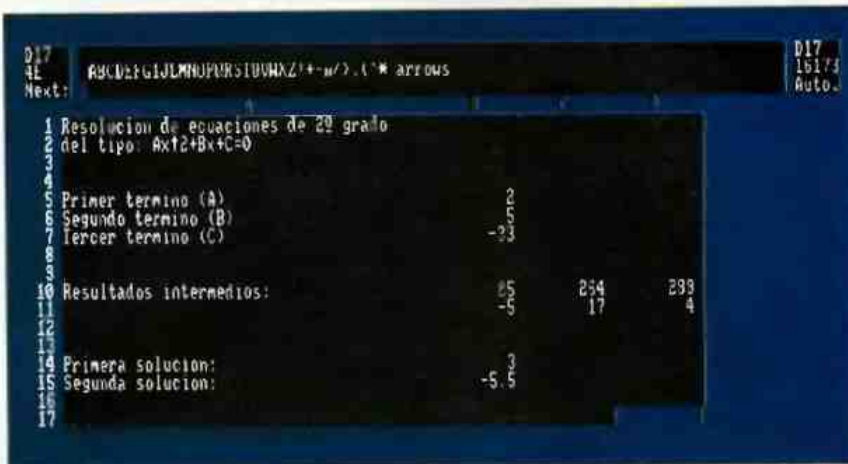 D17
4E
Next:
arrows
D17
16173
Auto.
1 Resolucion de ecuaciones de 2º grado
2 del tipo: Ax↑2+Bx+C=0
3
4
5 Primer termino (A) 2
6 Segundo termino (B) 5
7 Tercer termino (C) -33
8
9
10 Resultados intermedios: 25 264 289
11 -5 17 4
12
13
14 Primera solucion: 3
15 Segunda solucion: -5.5
16
17